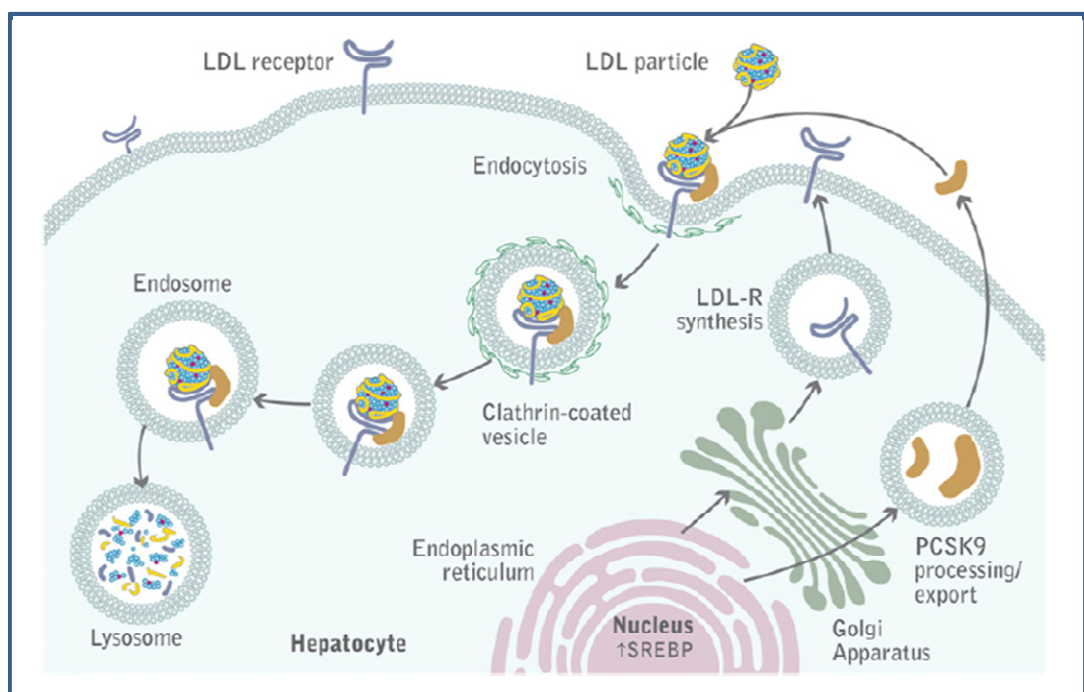 LDL receptor
LDL particle
Endocytosis
Endosome
LDL-R
synthesis
Clathrin-coated
vesicle
Endoplasmic
reticulum
PCSK9
processing/
export
Lysosome
Hepatocyte
Nucleus
↑SREBP
Golgi
Apparatus